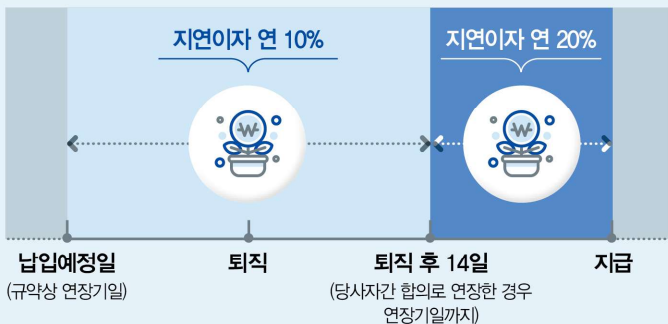 지연이자 연 10%
지연이자 연 20%
₩
₩
납입예정일
(규약상 연장기일)
퇴직
퇴직 후 14일
(당사자간 합의로 연장한 경우
연장기일까지)
지급